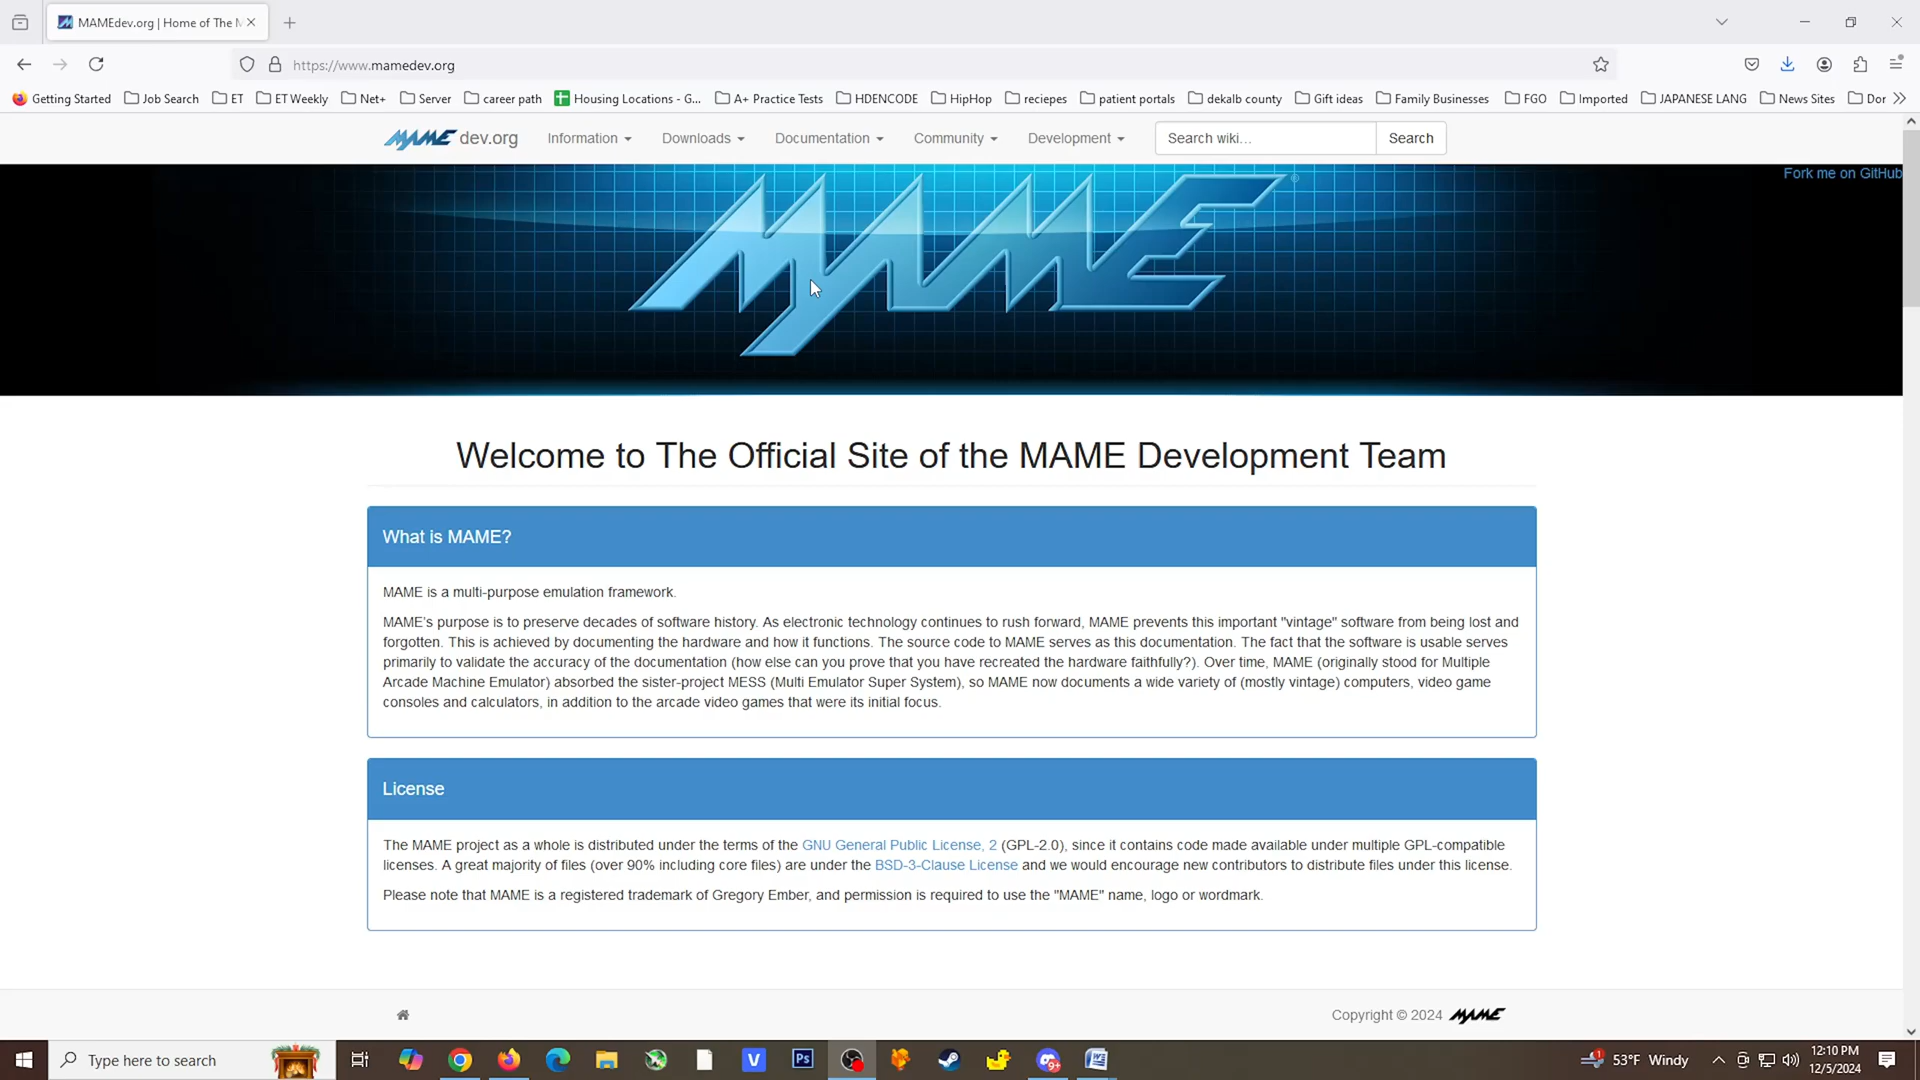 MAMEdev.org | Home of The M
https://www.mamedev.org
Getting Started Job Search ET ET Weekly Net+ Server career path Housing Locations - G... A+ Practice Tests HDENCODE HipHop reciepes patient portals dekalb county Gift ideas Family Businesses FGO Imported JAPANESE LANG News Sites Dor
MAME dev.org Information Downloads Documentation Community Development Search wiki... Search
Fork me on GitHub
MAME ®
Welcome to The Official Site of the MAME Development Team
What is MAME?
MAME is a multi-purpose emulation framework.
MAME's purpose is to preserve decades of software history. As electronic technology continues to rush forward, MAME prevents this important "vintage" software from being lost and
forgotten. This is achieved by documenting the hardware and how it functions. The source code to MAME serves as this documentation. The fact that the software is usable serves
primarily to validate the accuracy of the documentation (how else can you prove that you have recreated the hardware faithfully?). Over time, MAME (originally stood for Multiple
Arcade Machine Emulator) absorbed the sister-project MESS (Multi Emulator Super System), so MAME now documents a wide variety of (mostly vintage) computers, video game
consoles and calculators, in addition to the arcade video games that were its initial focus.
License
The MAME project as a whole is distributed under the terms of the GNU General Public License, 2 (GPL-2.0), since it contains code made available under multiple GPL-compatible
licenses. A great majority of files (over 90% including core files) are under the BSD-3-Clause License and we would encourage new contributors to distribute files under this license.
Please note that MAME is a registered trademark of Gregory Ember, and permission is required to use the "MAME" name, logo or wordmark.
Copyright © 2024 MAME
Type here to search
V Ps 9+ W 1 53°F Windy
12:10 PM
12/5/2024